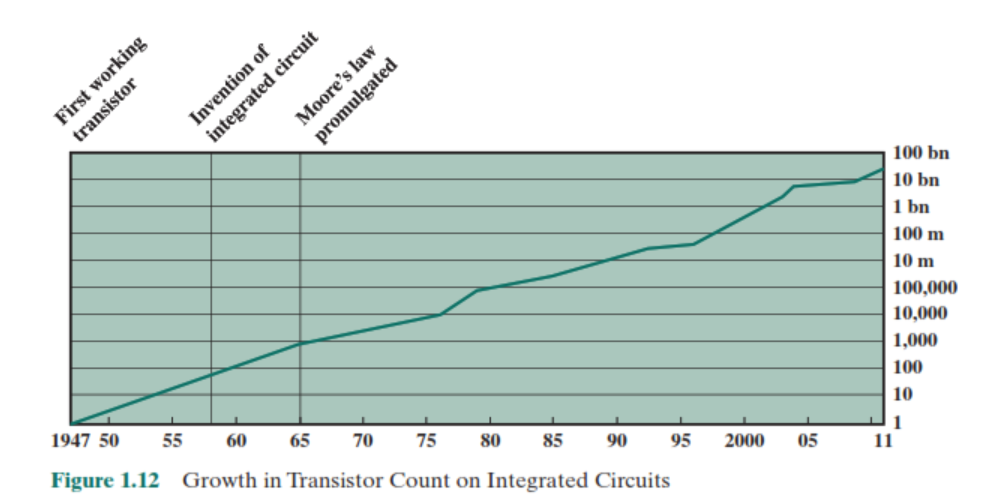 First working
transistor
Invention of
integrated circuit
Moore's law
promulgated
100 bn
10 bn
1 bn
100 m
10 m
100,000
10,000
1,000
100
10
1
1947 50 55 60 65 70 75 80 85 90 95 2000 05 11
Figure 1.12 Growth in Transistor Count on Integrated Circuits